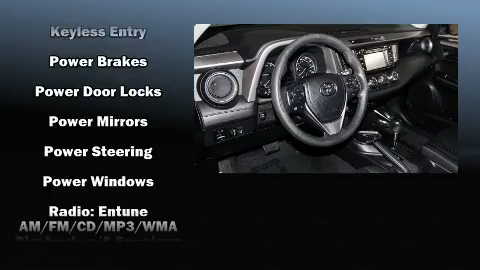 Keyless Entry
Power Brakes
Power Door Locks
Power Mirrors
Power Steering
Power Windows
Radio: Entune
AM/FM/CD/MP3/WMA